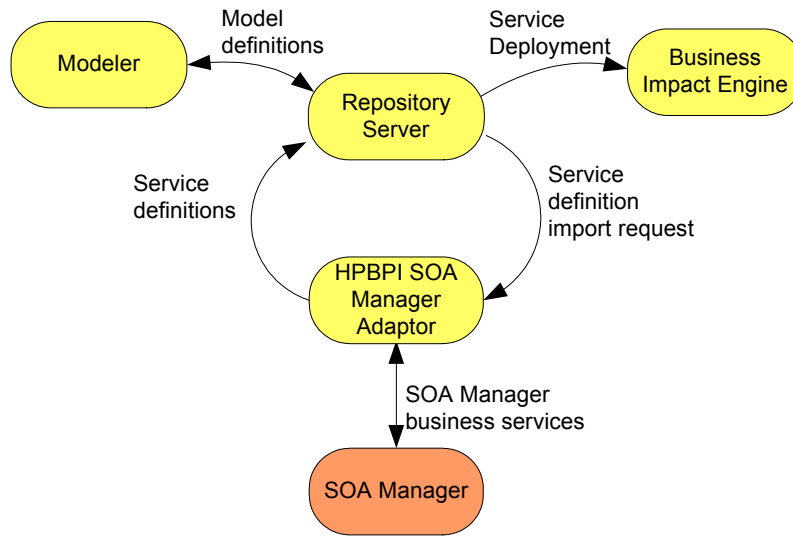 Model
definitions
Service
Deployment
Modeler
Business
Impact Engine
Repository
Server
Service
definitions
Service
definition
import request
HPBPI SOA
Manager
Adaptor
SOA Manager
business services
SOA Manager